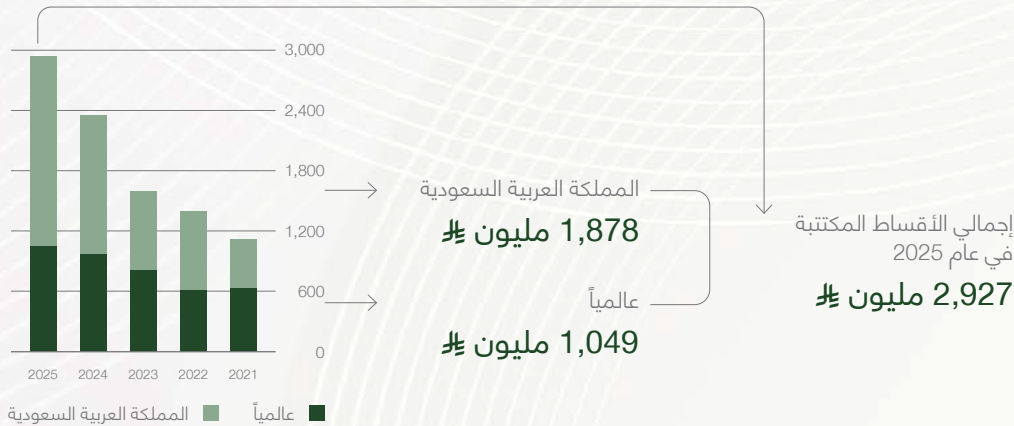 3,000
2,400
1,800
1,200
600
0
2025 2024 2023 2022 2021
عالمياً
المملكة العربية السعودية
إجمالي الأقساط المكتتبة
في عام 2025
2,927 مليون ⃁
المملكة العربية السعودية
1,878 مليون ⃁
عالمياً
1,049 مليون ⃁